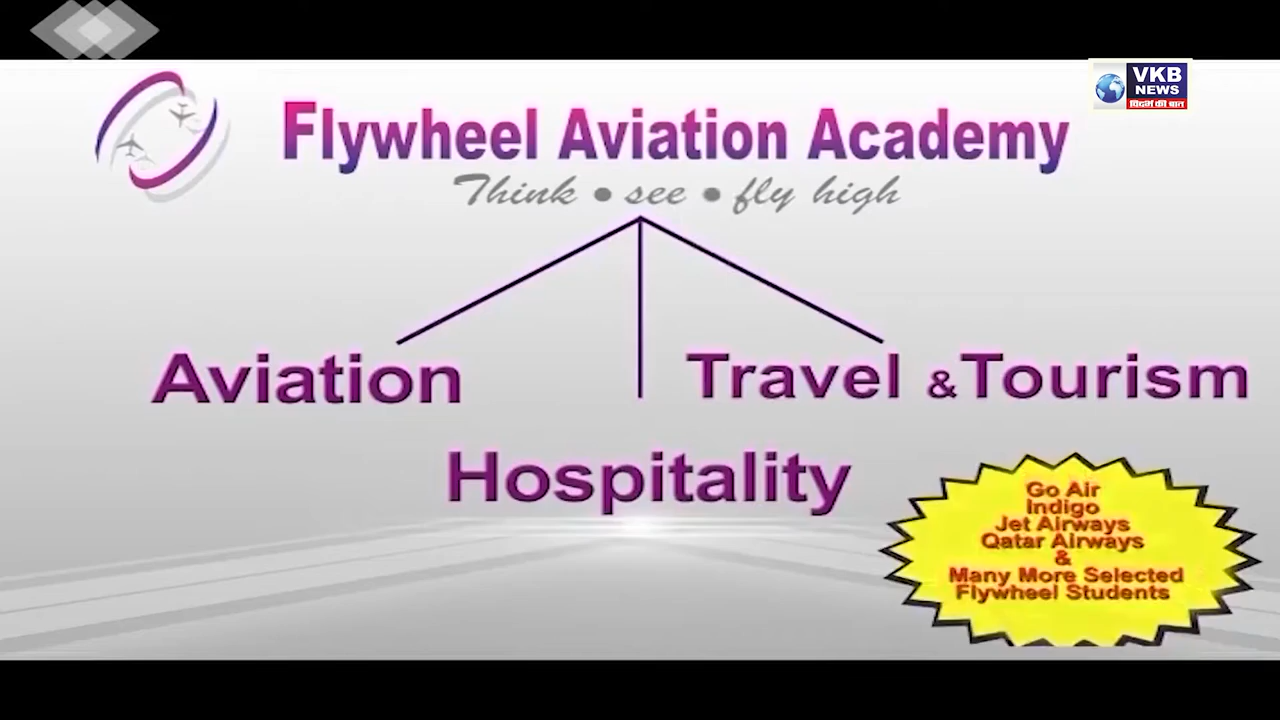 VKB
NEWS
विदर्भ की बात
Flywheel Aviation Academy
Think • see • fly high
Aviation
Travel & Tourism
Hospitality
Go Air
Indigo
Jet Airways
Qatar Airways
&
Many More Selected
Flywheel Students